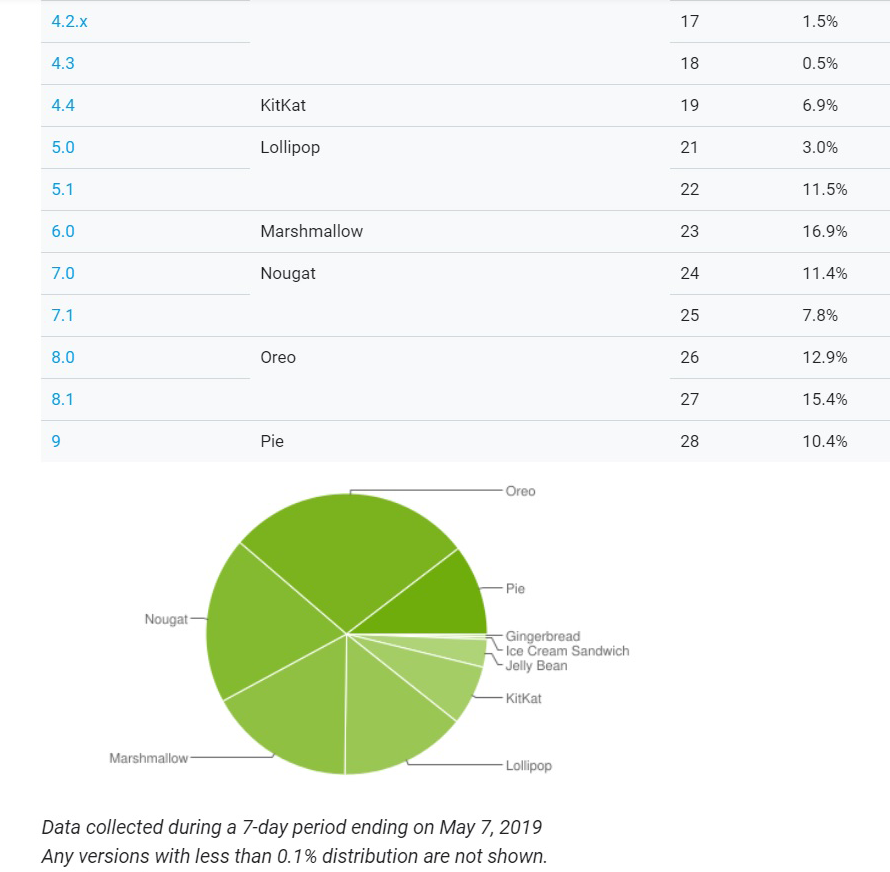 4.2.x 17 1.5%
4.3 18 0.5%
4.4 KitKat 19 6.9%
5.0 Lollipop 21 3.0%
5.1 22 11.5%
6.0 Marshmallow 23 16.9%
7.0 Nougat 24 11.4%
7.1 25 7.8%
8.0 Oreo 26 12.9%
8.1 27 15.4%
9 Pie 28 10.4%
Oreo
Pie
Nougat
Gingerbread
Ice Cream Sandwich
Jelly Bean
KitKat
Marshmallow
Lollipop
Data collected during a 7-day period ending on May 7, 2019
Any versions with less than 0.1% distribution are not shown.